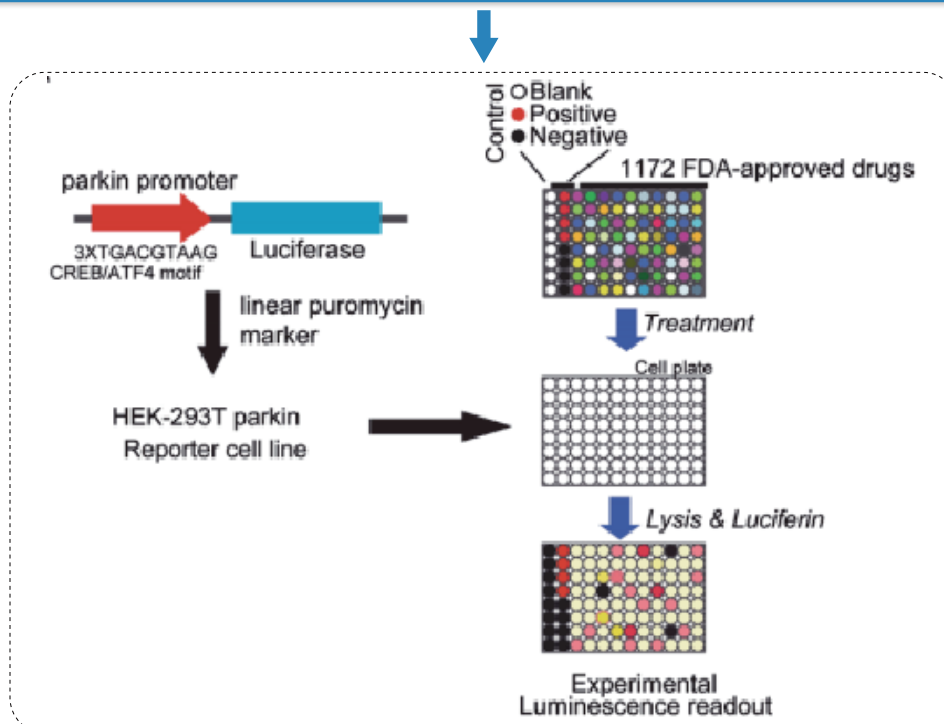 Control
Blank
Positive
Negative
1172 FDA-approved drugs
parkin promoter
Luciferase
3XTGACGTAAG
CREB/ATF4 motif
linear puromycin
marker
Treatment
Cell plate
HEK-293T parkin
Reporter cell line
Lysis & Luciferin
Experimental
Luminescence readout